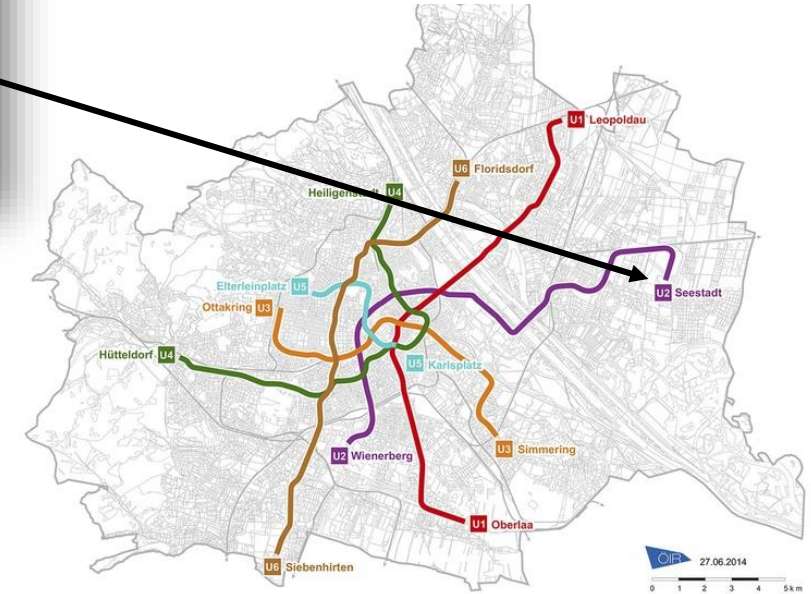 U1 Leopoldau
U6 Floridsdorf
Heiligenstadt U4
Elterleinplatz U5
U2 Seestadt
Ottakring U3
Hütteldorf U4
U5 Karlsplatz
U3 Simmering
U2 Wienerberg
U1 Oberlaa
U6 Siebenhirten
ÖIR 27.06.2014
0 1 2 3 4 5 km